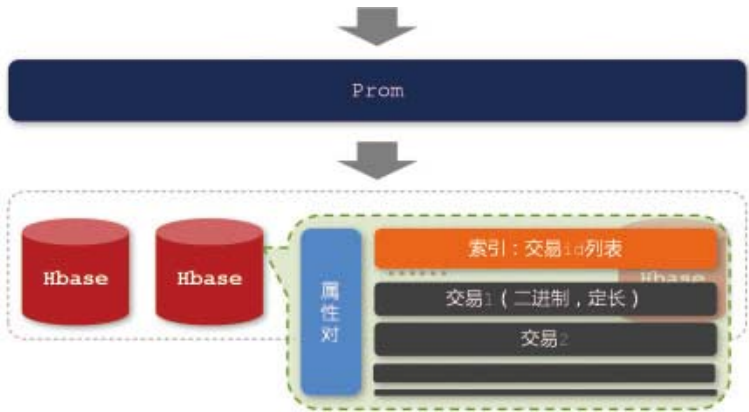 Prom
Hbase
Hbase
属性对
索引：交易id列表
......
Hbase
交易1（二进制，定长）
交易2